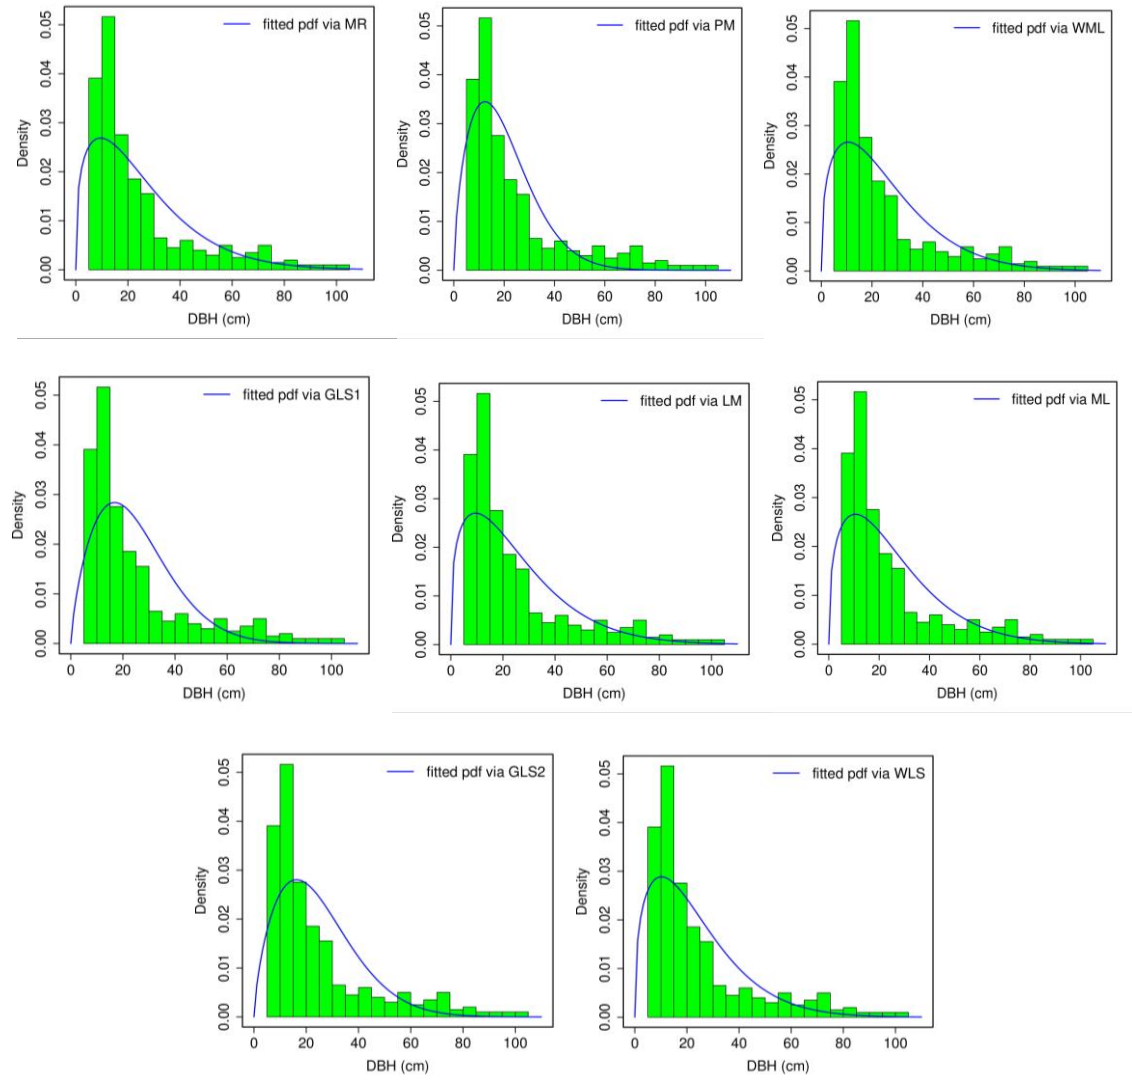 fitted pdf via MR
Density
0.00 0.01 0.02 0.03 0.04 0.05
0 20 40 60 80 100
DBH (cm)
fitted pdf via PM
Density
0.00 0.01 0.02 0.03 0.04 0.05
0 20 40 60 80 100
DBH (cm)
fitted pdf via WML
Density
0.00 0.01 0.02 0.03 0.04 0.05
0 20 40 60 80 100
DBH (cm)
fitted pdf via GLS1
Density
0.00 0.01 0.02 0.03 0.04 0.05
0 20 40 60 80 100
DBH (cm)
fitted pdf via LM
Density
0.00 0.01 0.02 0.03 0.04 0.05
0 20 40 60 80 100
DBH (cm)
fitted pdf via ML
Density
0.00 0.01 0.02 0.03 0.04 0.05
0 20 40 60 80 100
DBH (cm)
fitted pdf via GLS2
Density
0.00 0.01 0.02 0.03 0.04 0.05
0 20 40 60 80 100
DBH (cm)
fitted pdf via WLS
Density
0.00 0.01 0.02 0.03 0.04 0.05
0 20 40 60 80 100
DBH (cm)